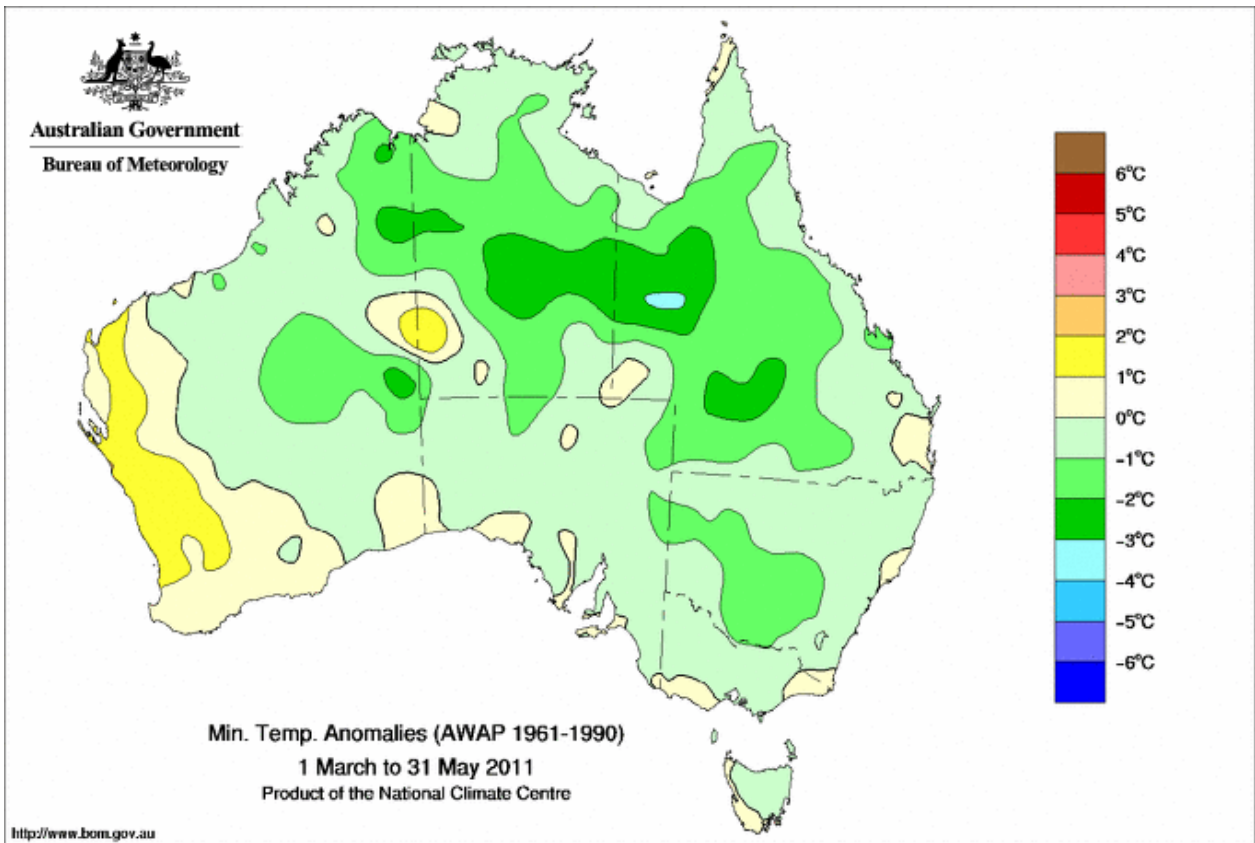 Australian Government
Bureau of Meteorology
6°C
5°C
4°C
3°C
2°C
1°C
0°C
-1°C
-2°C
-3°C
-4°C
-5°C
-6°C
Min. Temp. Anomalies (AWAP 1961-1990)
1 March to 31 May 2011
Product of the National Climate Centre
http://www.bom.gov.au